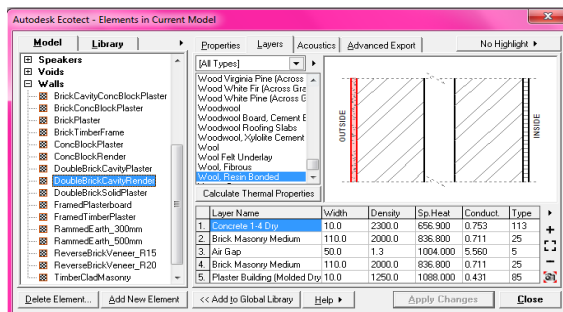 Autodesk Ecotect - Elements in Current Model
Model
Library
Speakers
Voids
Walls
BrickCavityConcBlockPlaster
BrickConcBlockPlaster
BrickPlaster
BrickTimberFrame
ConcBlockPlaster
ConcBlockRender
DoubleBrickCavityPlaster
DoubleBrickCavityRender
DoubleBrickSolidPlaster
FramedPlasterboard
FramedTimberPlaster
RammedEarth_300mm
RammedEarth_500mm
ReverseBrickVeneer_R15
ReverseBrickVeneer_R20
TimberCladMasonry
Delete Element...
Add New Element
Properties
Layers
Acoustics
Advanced Export
No Highlight
[All Types]
Wood Virginia Pine (Across
Wood White Fir (Across Gra
Wood White Pine (Across G
Woodwool
Woodwool Board, Cement E
Woodwool Roofing Slabs
Woodwool, Xylolite Cement
Wool
Wool Felt Underlay
Wool, Fibrous
Wool, Resin Bonded
Calculate Thermal Properties
OUTSIDE
INSIDE
Layer Name Width Density Sp.Heat Conduct. Type
1. Concrete 1-4 Dry 10.0 2300.0 656.900 0.753 113
2. Brick Masonry Medium 110.0 2000.0 836.800 0.711 25
3. Air Gap 50.0 1.3 1004.000 5.560 5
4. Brick Masonry Medium 110.0 2000.0 836.800 0.711 25
5. Plaster Building (Molded Dry 10.0 1250.0 1088.000 0.431 85
<< Add to Global Library
Help
Apply Changes
Close